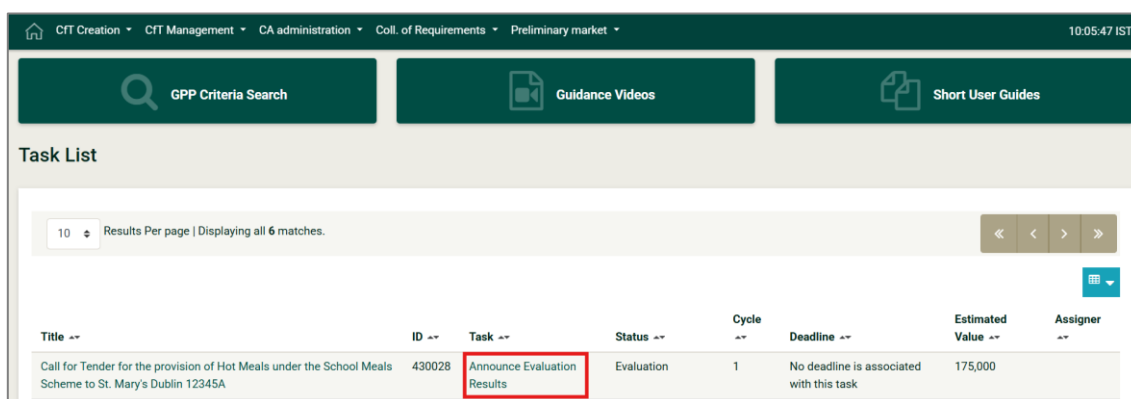 CfT Creation CfT Management CA administration Coll. of Requirements Preliminary market 10:05:47 IST
GPP Criteria Search Guidance Videos Short User Guides
Task List
10 Results Per page | Displaying all 6 matches.
« < > »
Cycle Estimated Assigner
Title ID Task Status Deadline Value
Call for Tender for the provision of Hot Meals under the School Meals 430028 Announce Evaluation Evaluation 1 No deadline is associated 175,000
Scheme to St. Mary's Dublin 12345A Results with this task